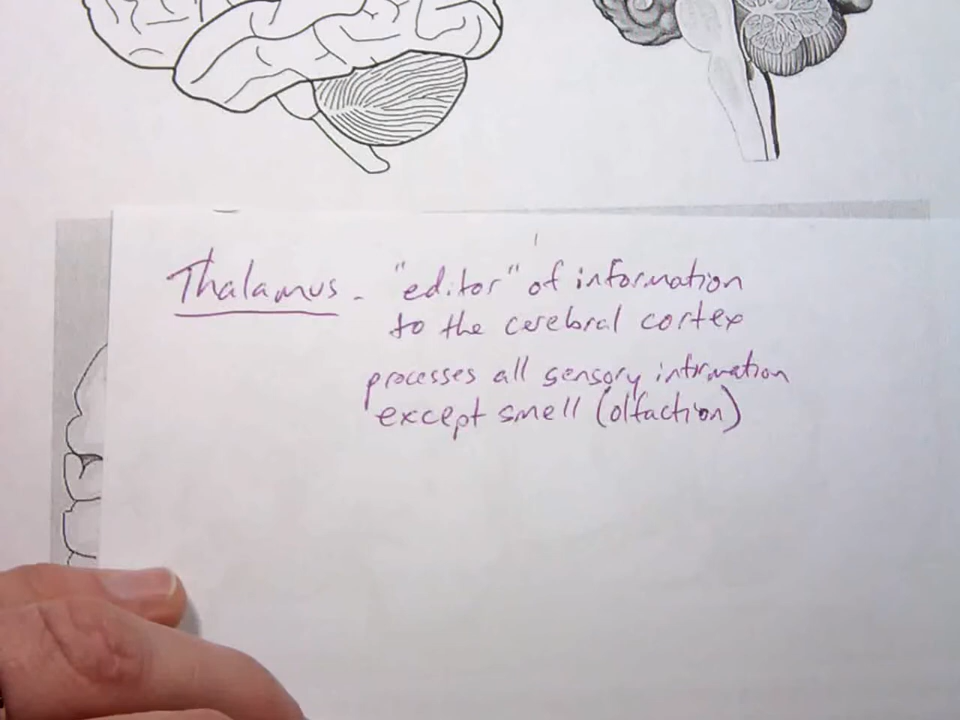 Thalamus - "editor" of information
to the cerebral cortex
processes all sensory information
except smell (olfaction)